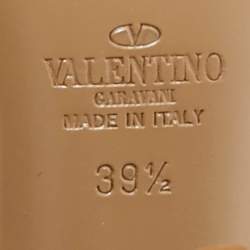 VALENTINO
GARAVANI
MADE IN ITALY
39½